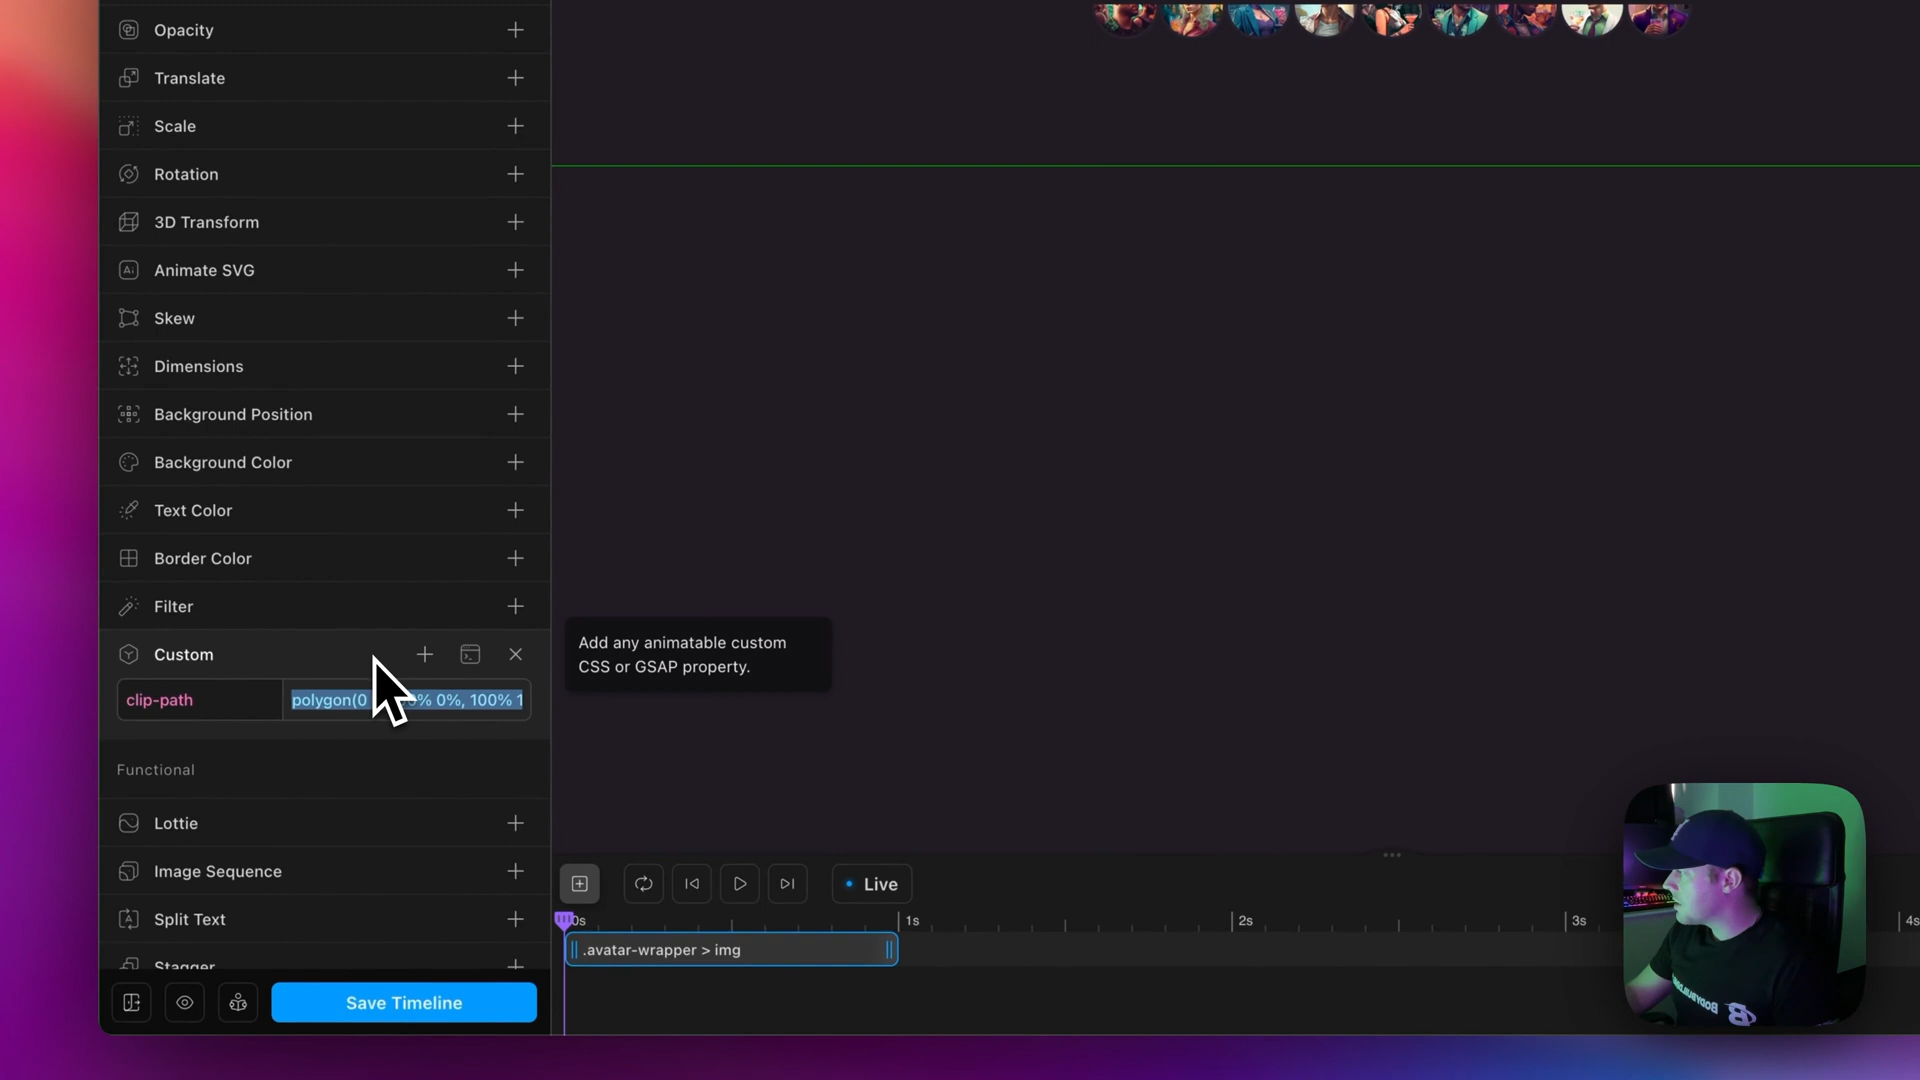 Opacity
Translate
Scale
Rotation
3D Transform
Animate SVG
Skew
Dimensions
Background Position
Background Color
Text Color
Border Color
Filter
Custom
clip-path
polygon(0 % 0%, 100% 1
Add any animatable custom
CSS or GSAP property.
Functional
Lottie
Image Sequence
Split Text
Stagger
Save Timeline
Live
0s
1s
2s
3s
4s
.avatar-wrapper > img